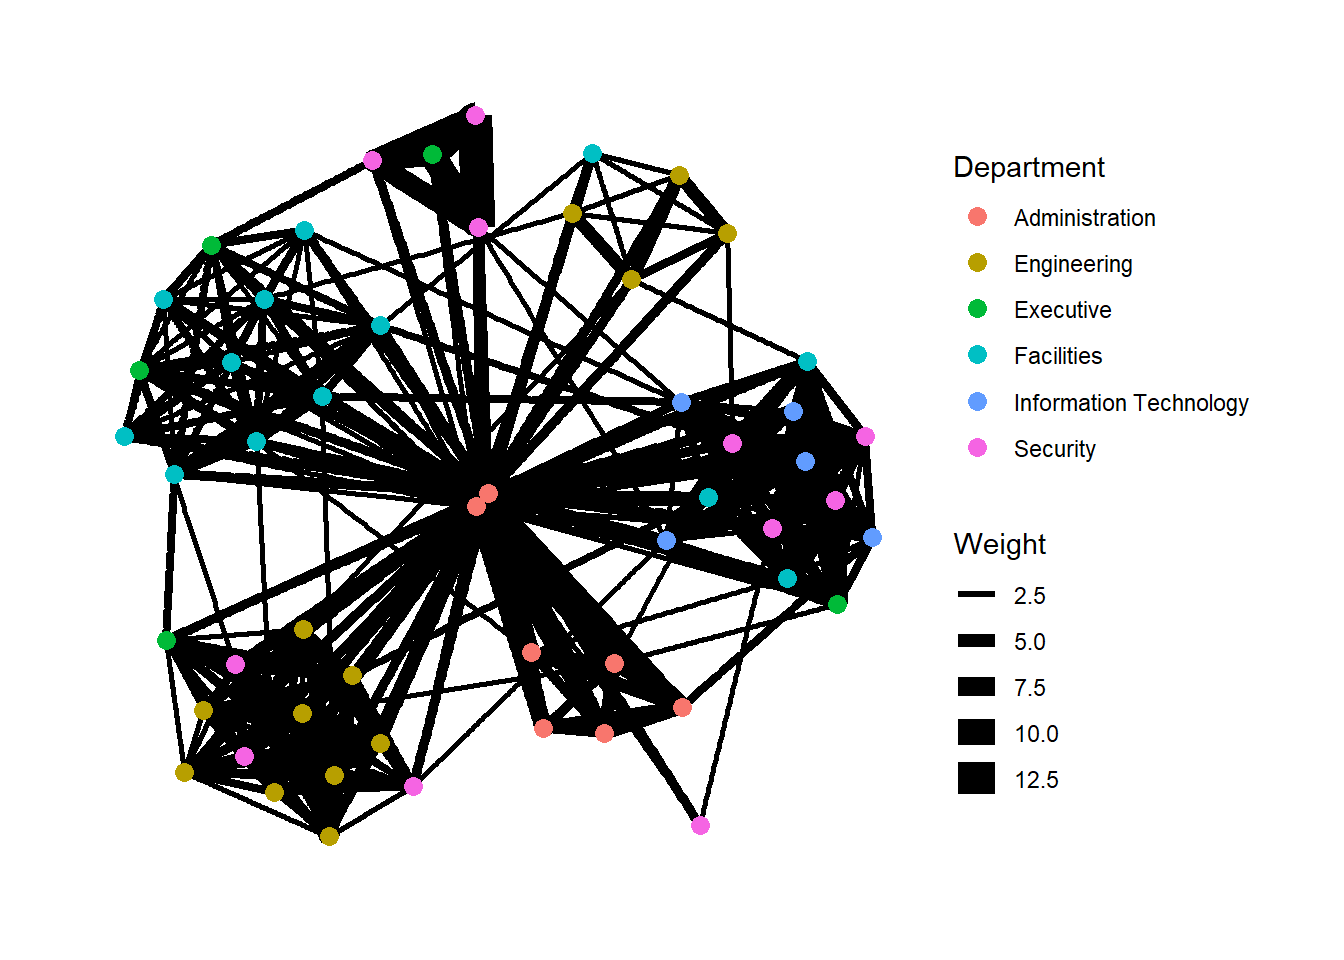 Department
Administration
Engineering
Executive
Facilities
Information Technology
Security
Weight
2.5
5.0
7.5
10.0
12.5